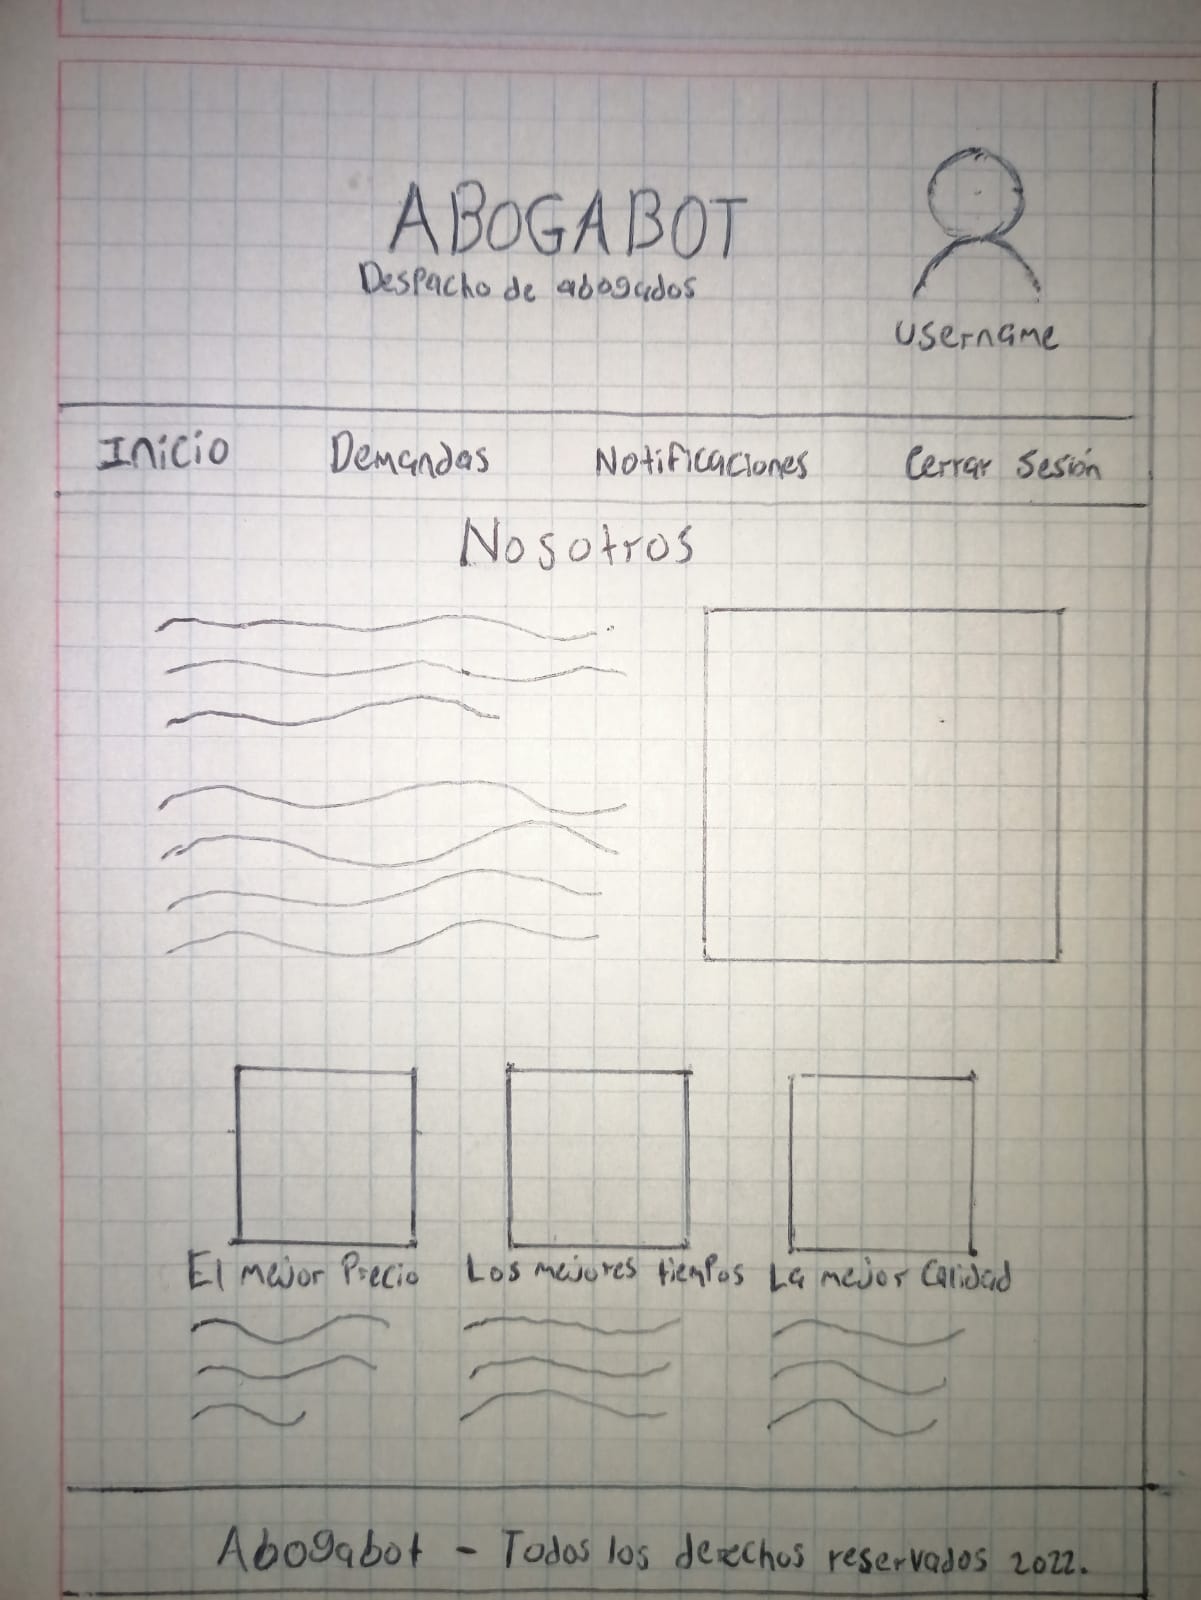 ABOGABOT
Despacho de abogados
username
Inicio Demandas Notificaciones Cerrar Sesión
Nosotros
El mejor Precio Los mejores tiempos La mejor Calidad
Abogabot - Todos los derechos reservados 2022.